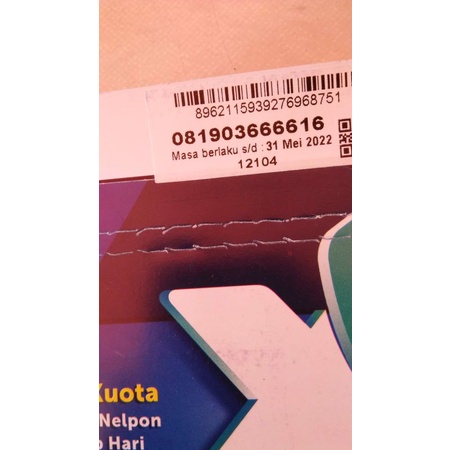 8962115939276968751
081903666616
Masa berlaku s/d : 31 Mei 2022
12104
Kuota
Nelpon
Hari